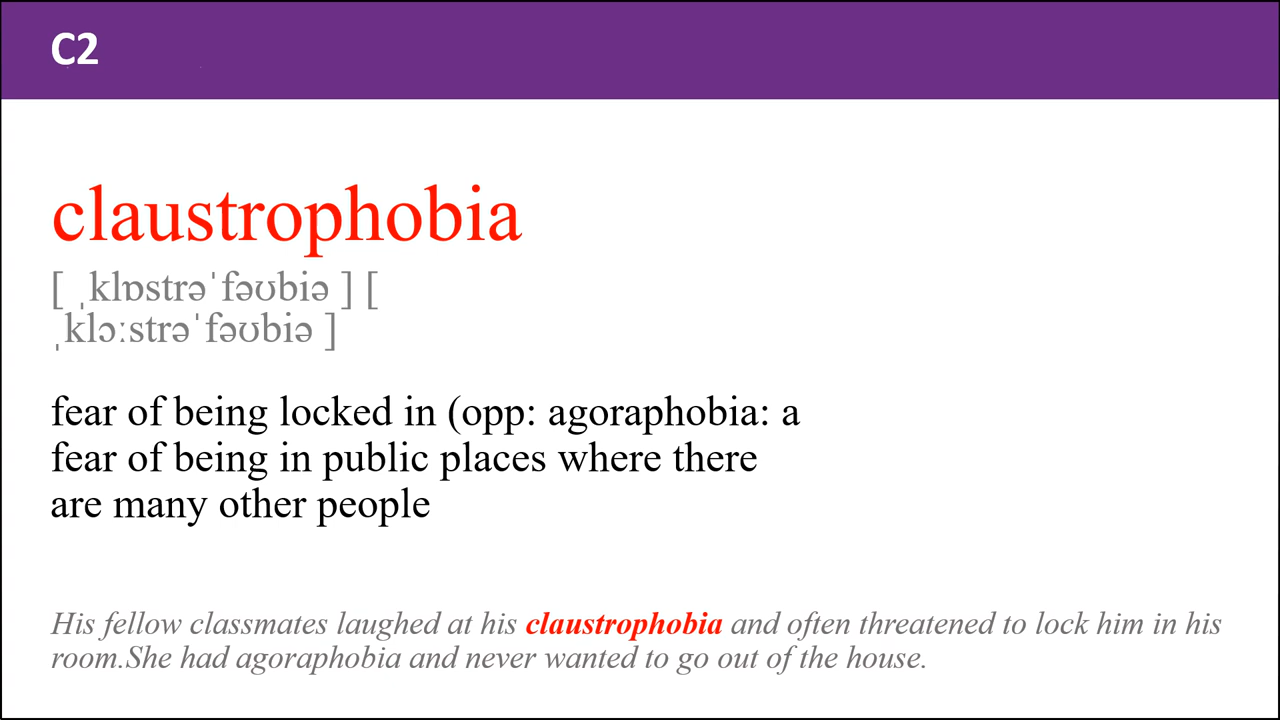 C2
claustrophobia
[ ˌklɒstrəˈfəʊbiə ] [
ˌklɔːstrəˈfəʊbiə ]
fear of being locked in (opp: agoraphobia: a
fear of being in public places where there
are many other people
His fellow classmates laughed at his claustrophobia and often threatened to lock him in his
room.She had agoraphobia and never wanted to go out of the house.